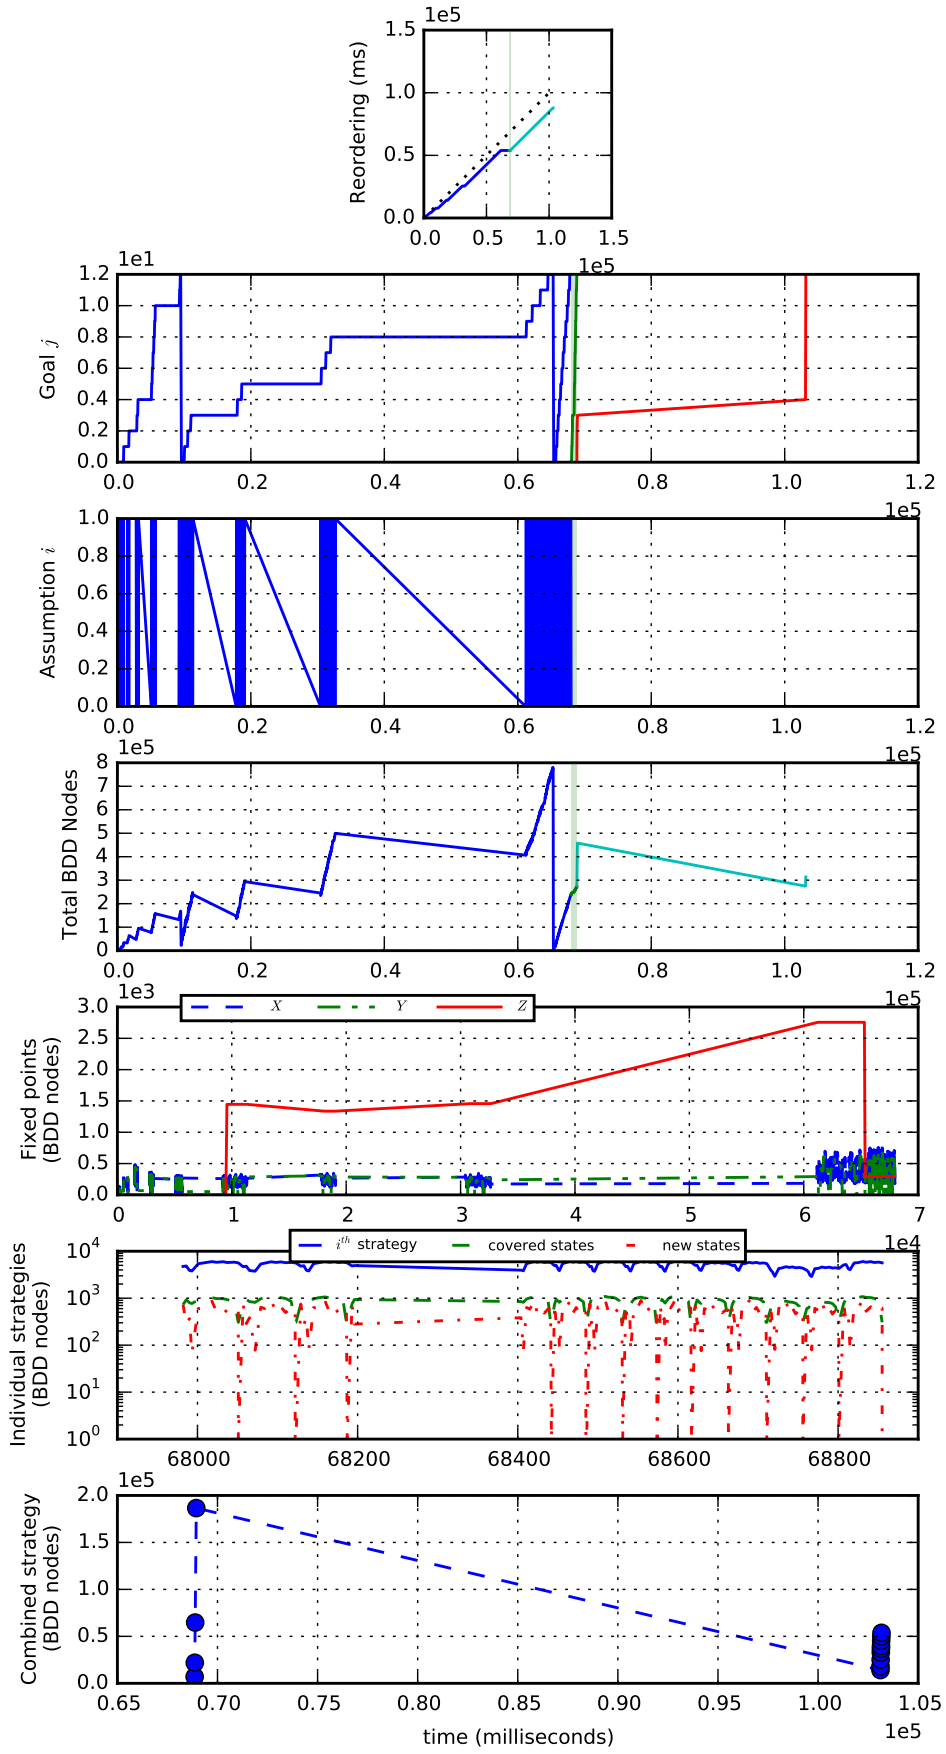 1e5
1.5
1.0
0.5
0.0
Reordering (ms)
0.0 0.5 1.0 1.5
1e5
1e1
1.2
1.0
0.8
0.6
0.4
0.2
0.0
Goal j
0.0 0.2 0.4 0.6 0.8 1.0 1.2
1e5
1.0
0.8
0.6
0.4
0.2
0.0
Assumption i
0.0 0.2 0.4 0.6 0.8 1.0 1.2
1e5
1e5
8
7
6
5
4
3
2
1
0
Total BDD Nodes
0.0 0.2 0.4 0.6 0.8 1.0 1.2
1e5
1e3
X Y Z
3.0
2.5
2.0
1.5
1.0
0.5
0.0
Fixed points
(BDD nodes)
0 1 2 3 4 5 6 7
1e4
i^th strategy covered states new states
10^4
10^3
10^2
10^1
10^0
Individual strategies
(BDD nodes)
68000 68200 68400 68600 68800
1e5
2.0
1.5
1.0
0.5
0.0
Combined strategy
(BDD nodes)
0.65 0.70 0.75 0.80 0.85 0.90 0.95 1.00 1.05
1e5
time (milliseconds)